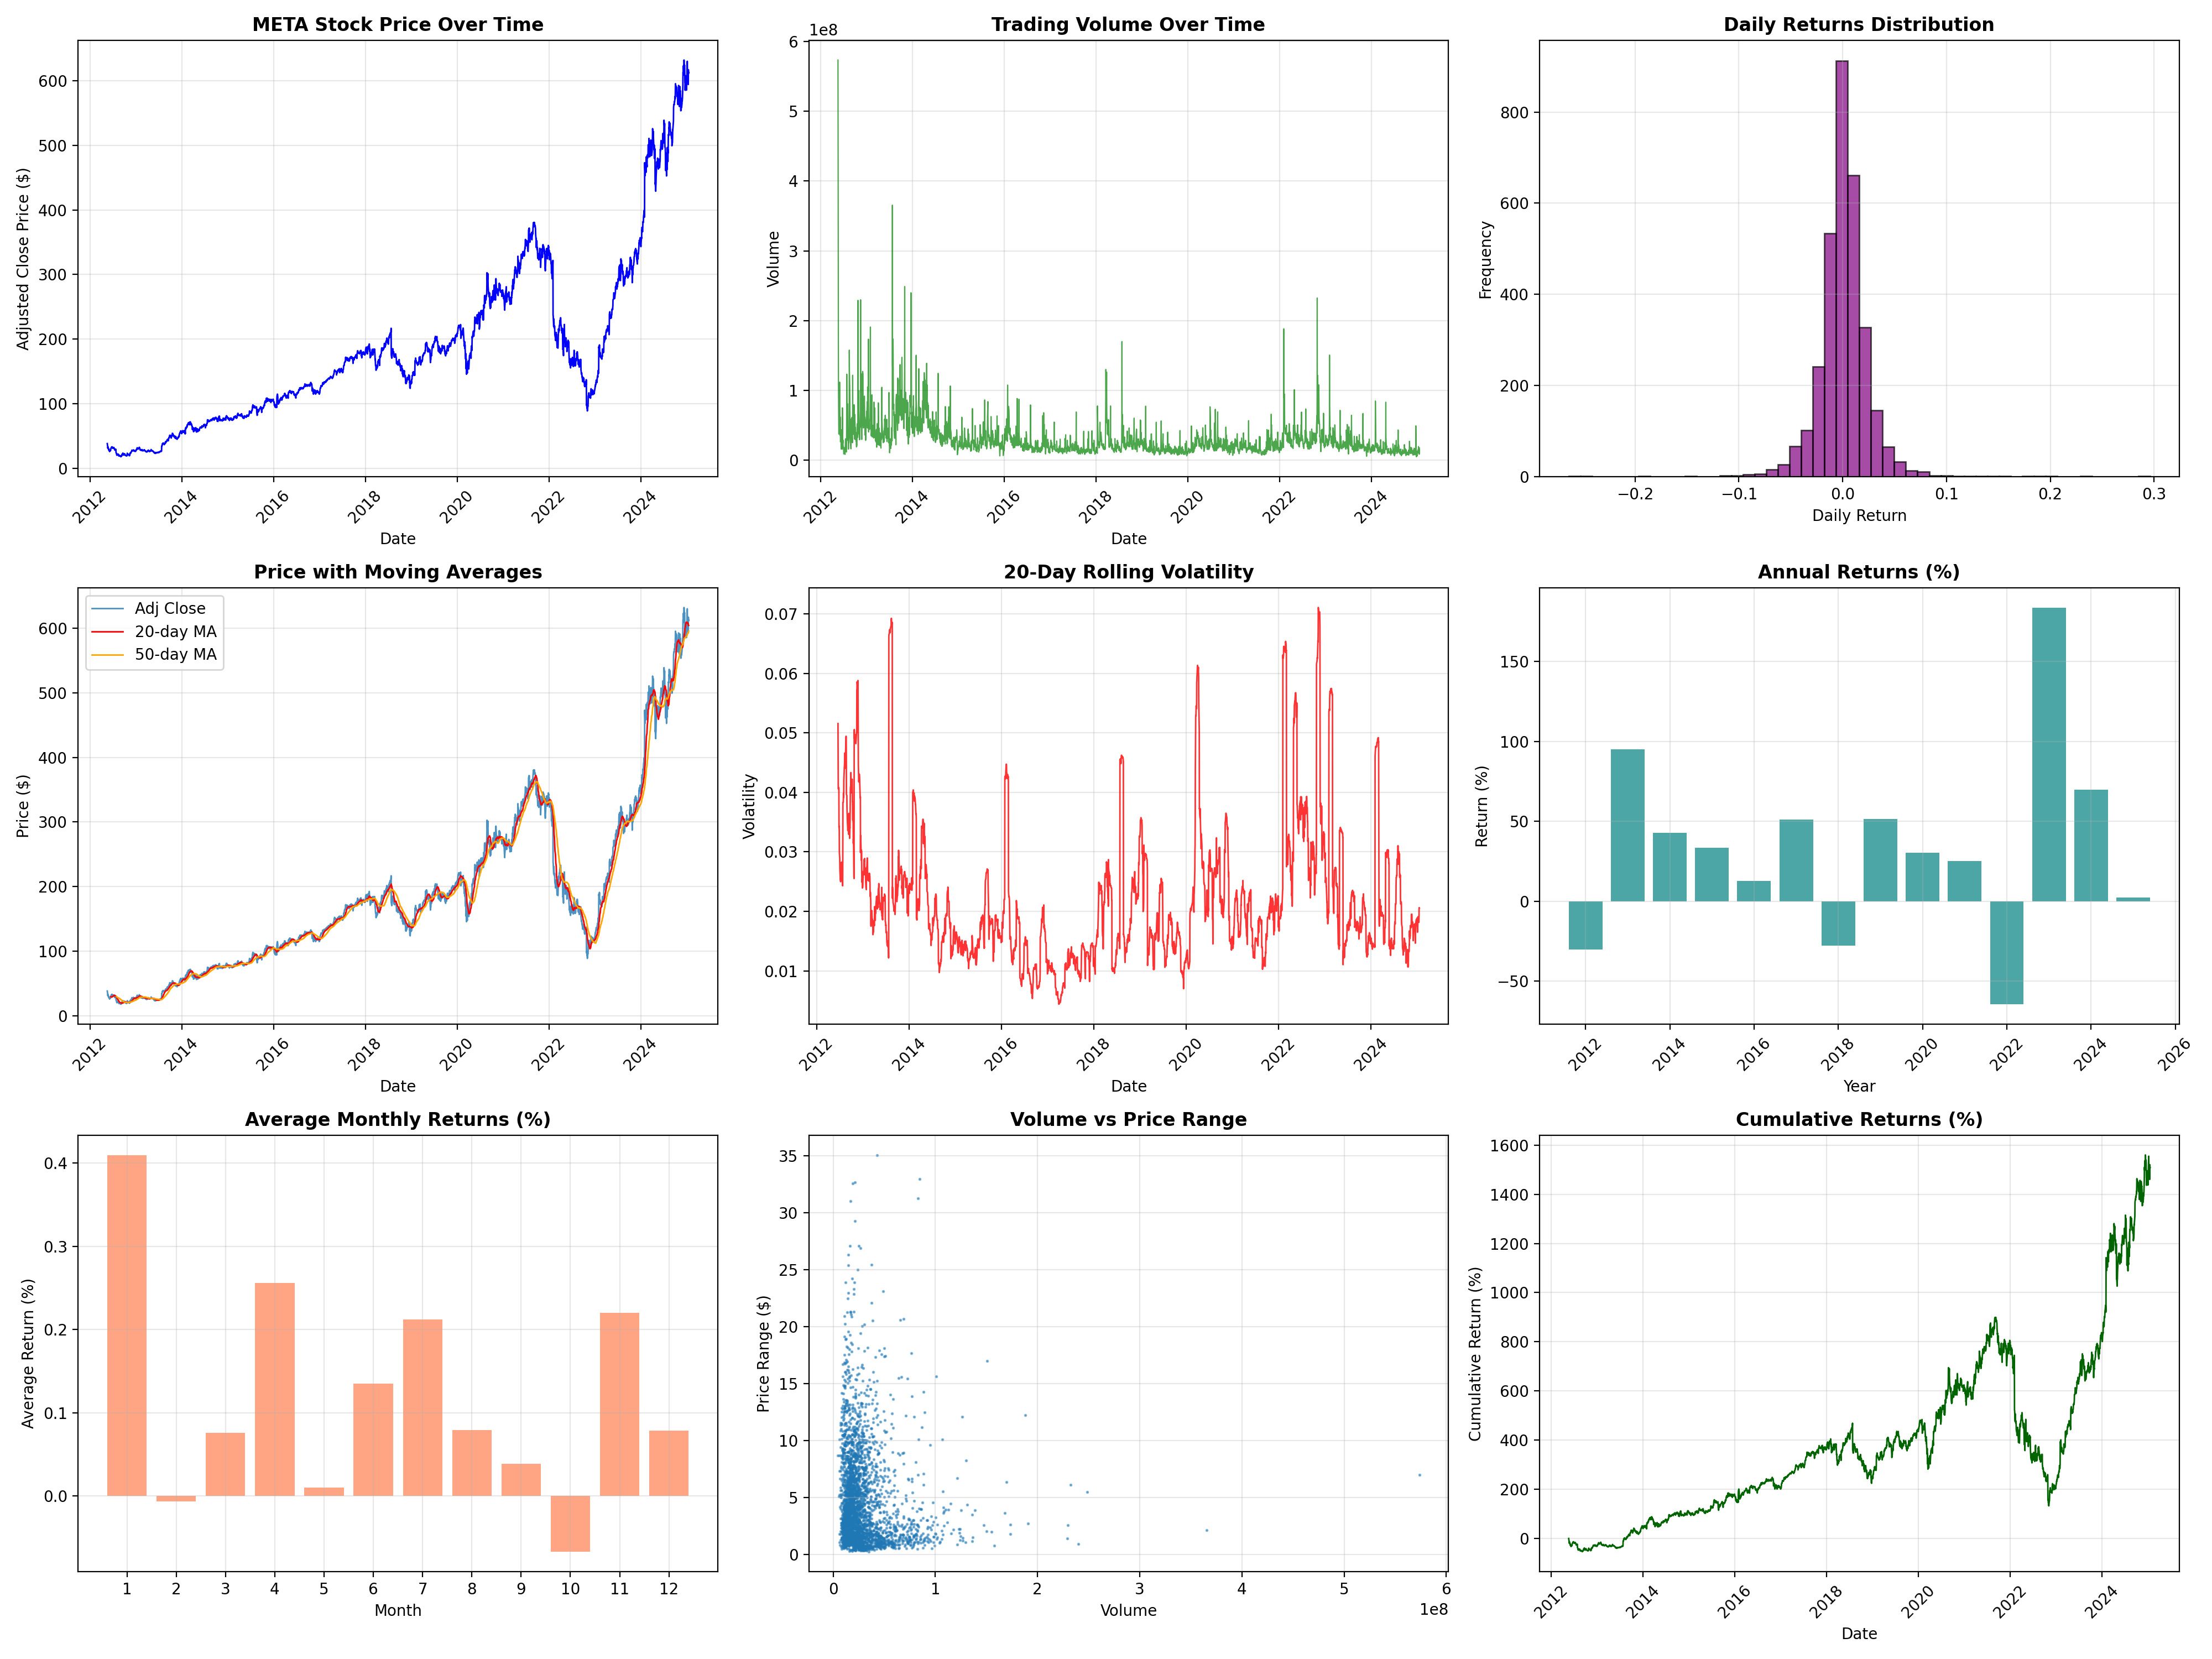 META Stock Price Over Time
Adjusted Close Price ($)
600
500
400
300
200
100
0
2012 2014 2016 2018 2020 2022 2024
Date
Trading Volume Over Time
1e8
Volume
6
5
4
3
2
1
0
2012 2014 2016 2018 2020 2022 2024
Date
Daily Returns Distribution
Frequency
800
600
400
200
0
−0.2 −0.1 0.0 0.1 0.2 0.3
Daily Return
Price with Moving Averages
Adj Close
20-day MA
50-day MA
Price ($)
600
500
400
300
200
100
0
2012 2014 2016 2018 2020 2022 2024
Date
20-Day Rolling Volatility
Volatility
0.07
0.06
0.05
0.04
0.03
0.02
0.01
2012 2014 2016 2018 2020 2022 2024
Date
Annual Returns (%)
Return (%)
150
100
50
0
−50
2012 2014 2016 2018 2020 2022 2024 2026
Year
Average Monthly Returns (%)
Average Return (%)
0.4
0.3
0.2
0.1
0.0
1 2 3 4 5 6 7 8 9 10 11 12
Month
Volume vs Price Range
Price Range ($)
35
30
25
20
15
10
5
0
0 1 2 3 4 5 6
1e8
Volume
Cumulative Returns (%)
Cumulative Return (%)
1600
1400
1200
1000
800
600
400
200
0
2012 2014 2016 2018 2020 2022 2024
Date